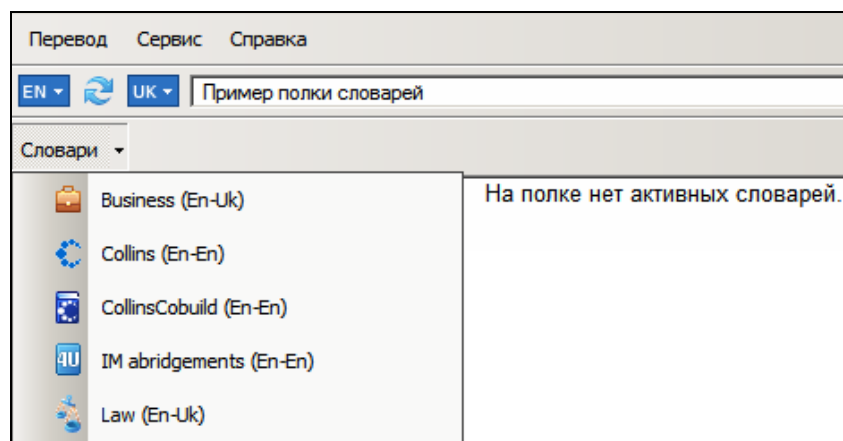 Перевод Сервис Справка
EN UK Пример полки словарей
Словари
Business (En-Uk)
На полке нет активных словарей.
Collins (En-En)
CollinsCobuild (En-En)
4U IM abridgements (En-En)
Law (En-Uk)